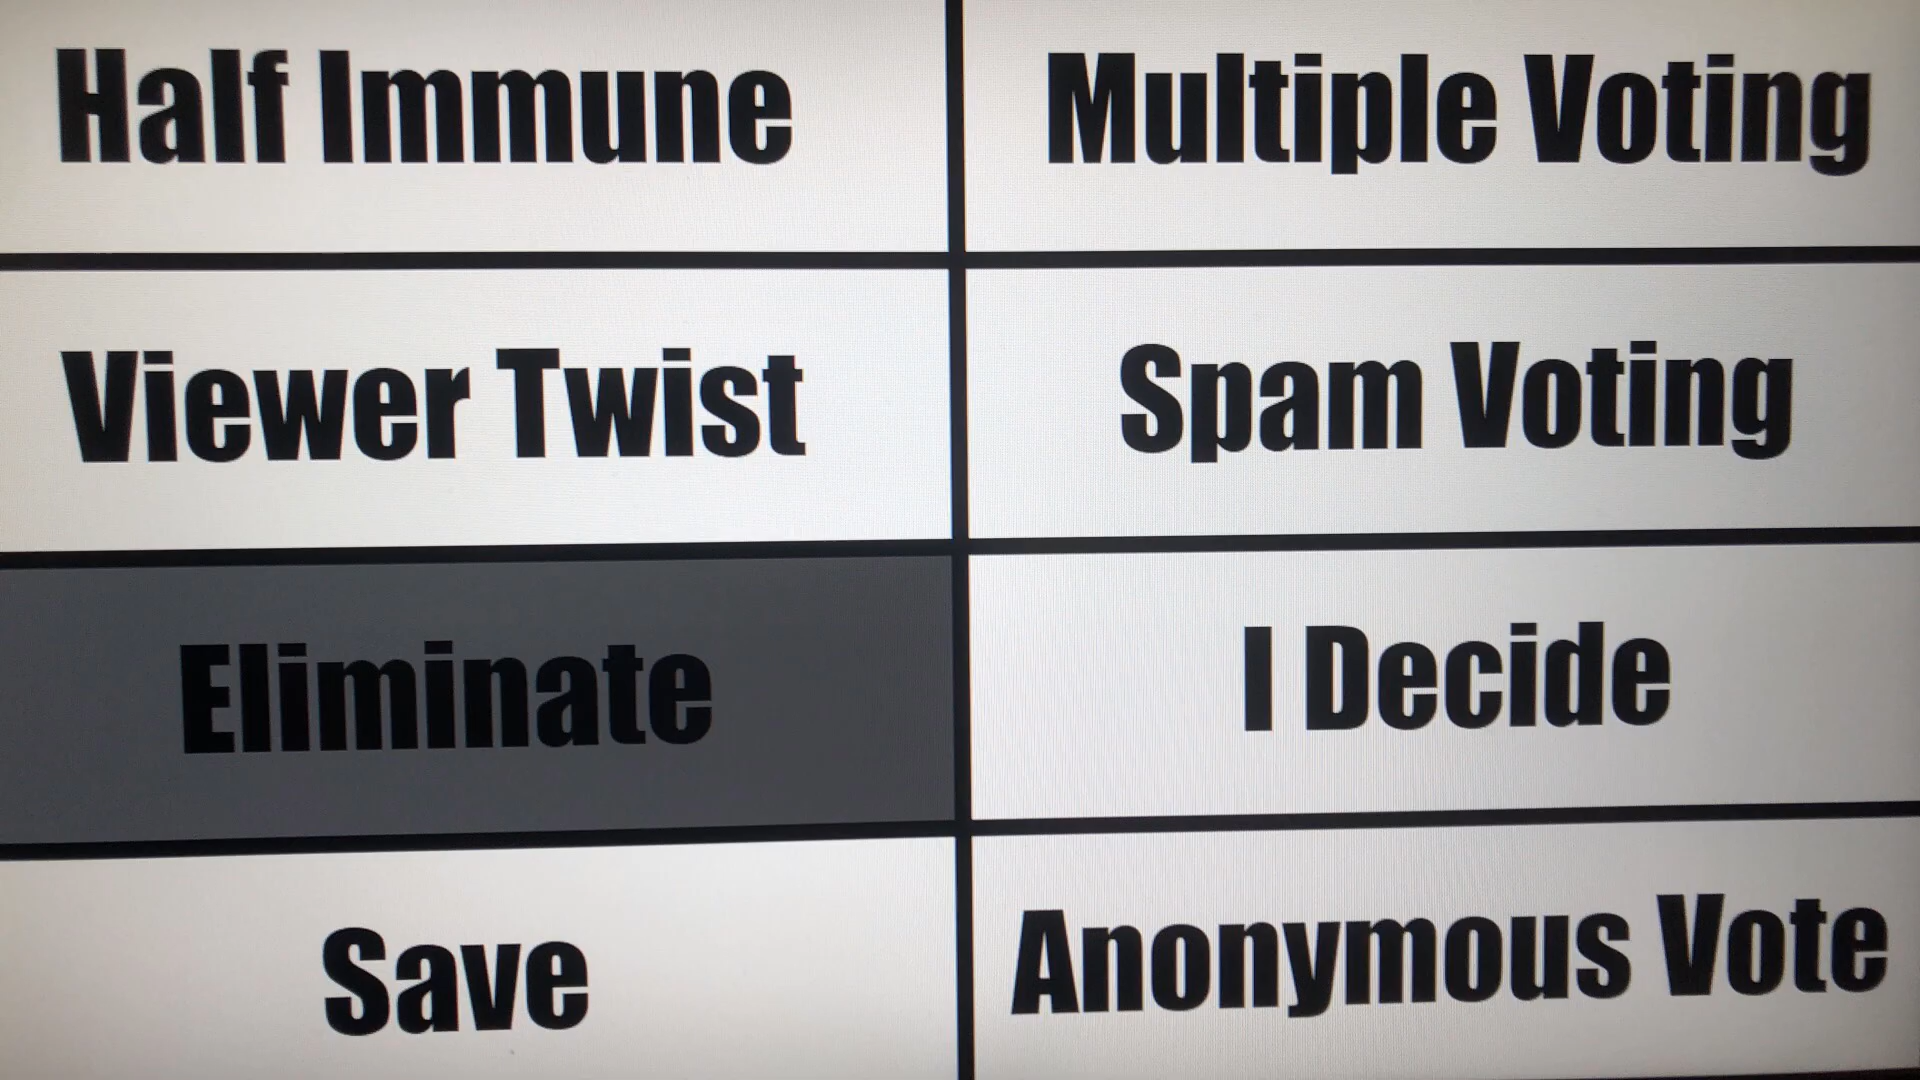 Half Immune
Multiple Voting
Viewer Twist
Spam Voting
Eliminate
I Decide
Save
Anonymous Vote